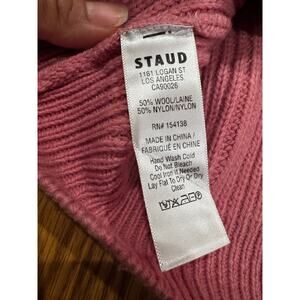 STAUD
1161 LOGAN ST
LOS ANGELES
CA90026
50% WOOL/LAINE
50% NYLON/NYLON
RN# 154138
MADE IN CHINA /
FABRIQUÉ EN CHINE
Hand Wash Cold
Do Not Bleach
Cool Iron If Needed
Lay Flat To Dry Or Dry
Clean